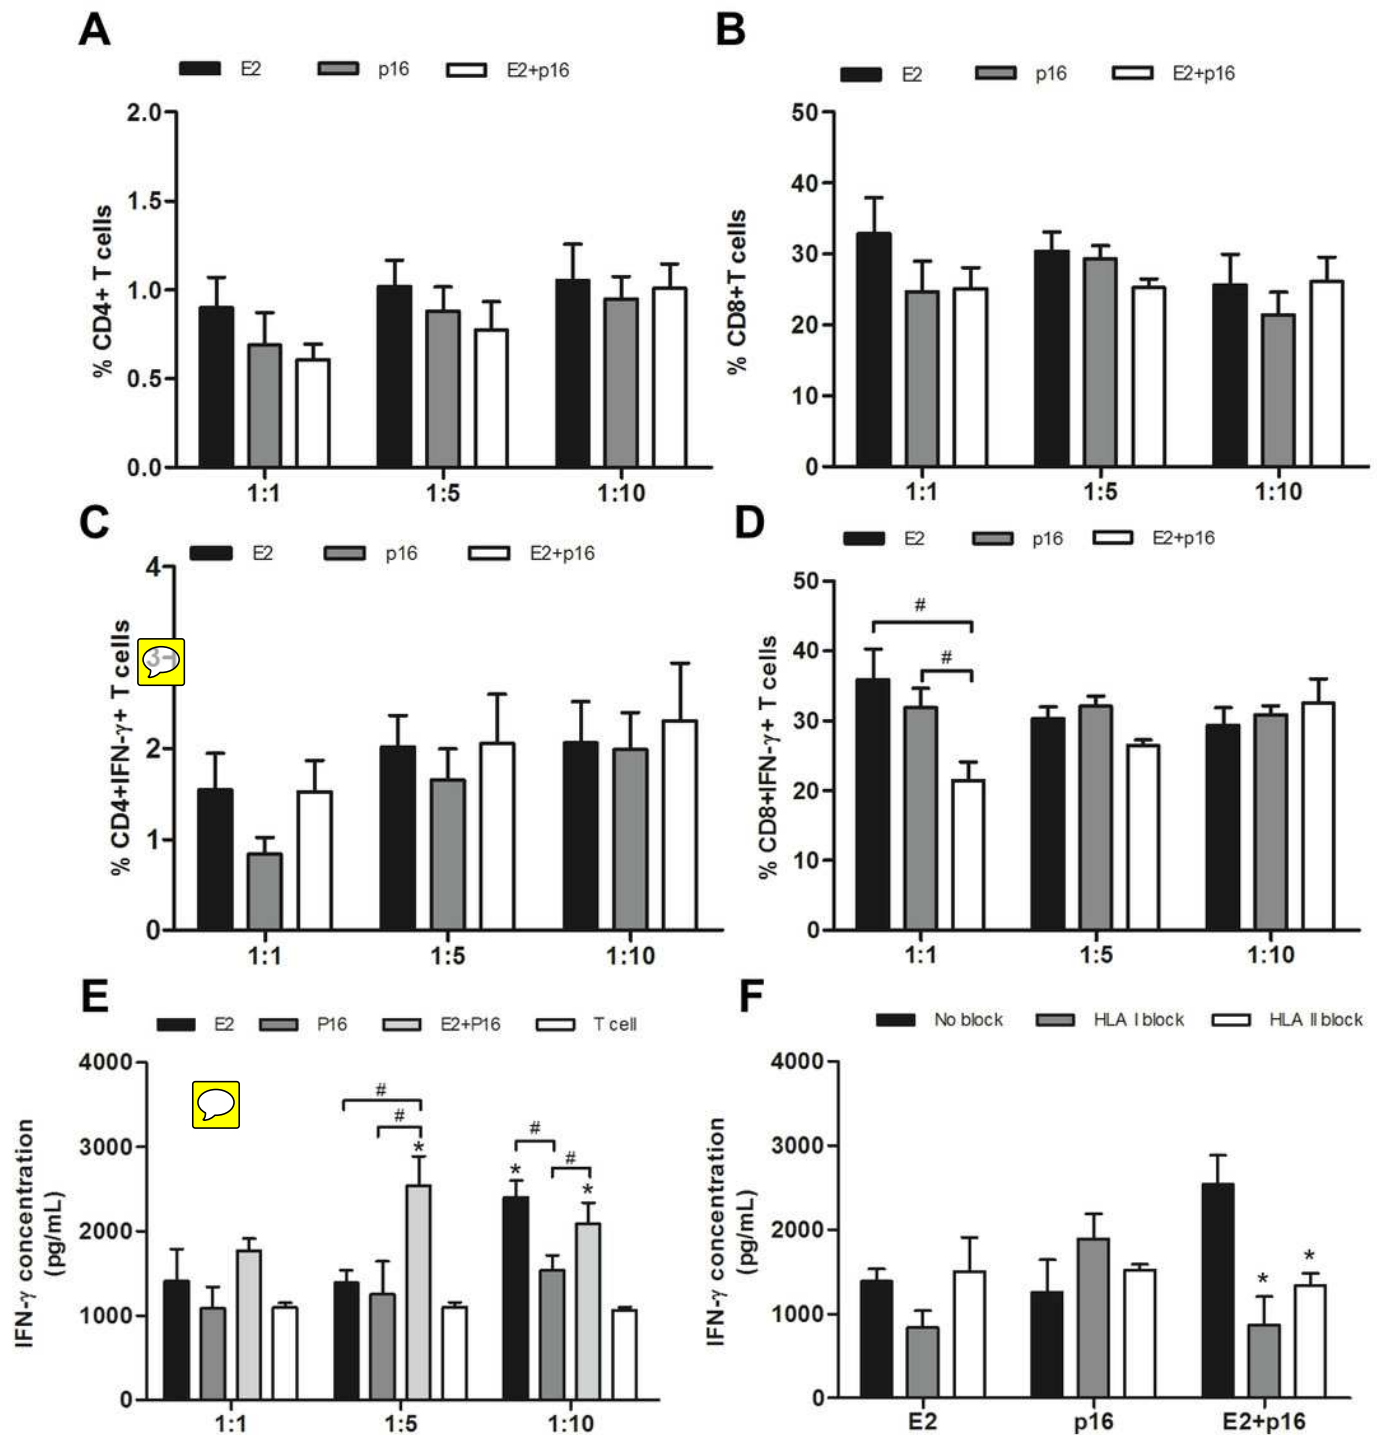 A
B
E2 p16 E2+p16
E2 p16 E2+p16
2.0
1.5
1.0
0.5
0.0
% CD4+ T cells
1:1 1:5 1:10
50
40
30
20
10
0
% CD8+T cells
1:1 1:5 1:10
C
D
E2 p16 E2+p16
E2 p16 E2+p16
4
3
2
1
0
% CD4+IFN-γ+ T cells
1:1 1:5 1:10
50
40
30
20
10
0
% CD8+IFN-γ+ T cells
#
#
1:1 1:5 1:10
E
F
E2 P16 E2+P16 T cell
No block HLA I block HLA II block
4000
3000
2000
1000
0
IFN-γ concentration
(pg/mL)
#
#
*
#
#
*
*
1:1 1:5 1:10
4000
3000
2000
1000
0
IFN-γ concentration
(pg/mL)
*
*
E2 p16 E2+p16